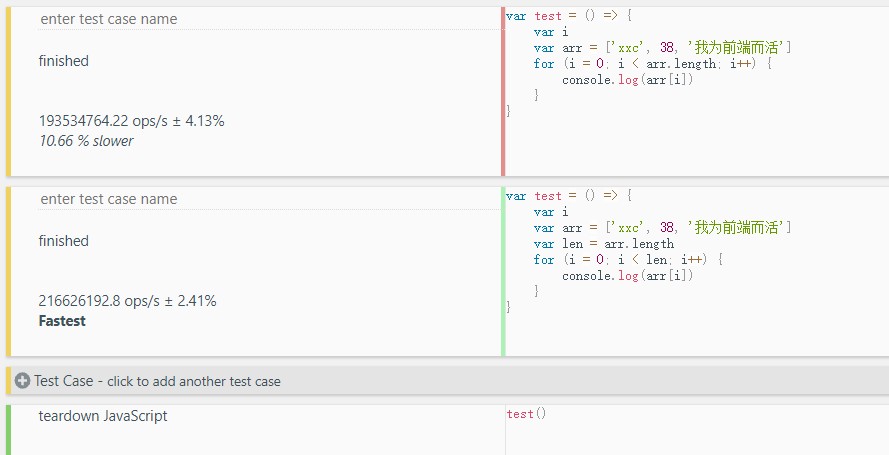 enter test case name
finished
193534764.22 ops/s ± 4.13%
10.66 % slower
var test = () => {
    var i
    var arr = ['xxc', 38, '我为前端而活']
    for (i = 0; i < arr.length; i++) {
        console.log(arr[i])
    }
}
enter test case name
finished
216626192.8 ops/s ± 2.41%
Fastest
var test = () => {
    var i
    var arr = ['xxc', 38, '我为前端而活']
    var len = arr.length
    for (i = 0; i < len; i++) {
        console.log(arr[i])
    }
}
Test Case - click to add another test case
teardown JavaScript
test()